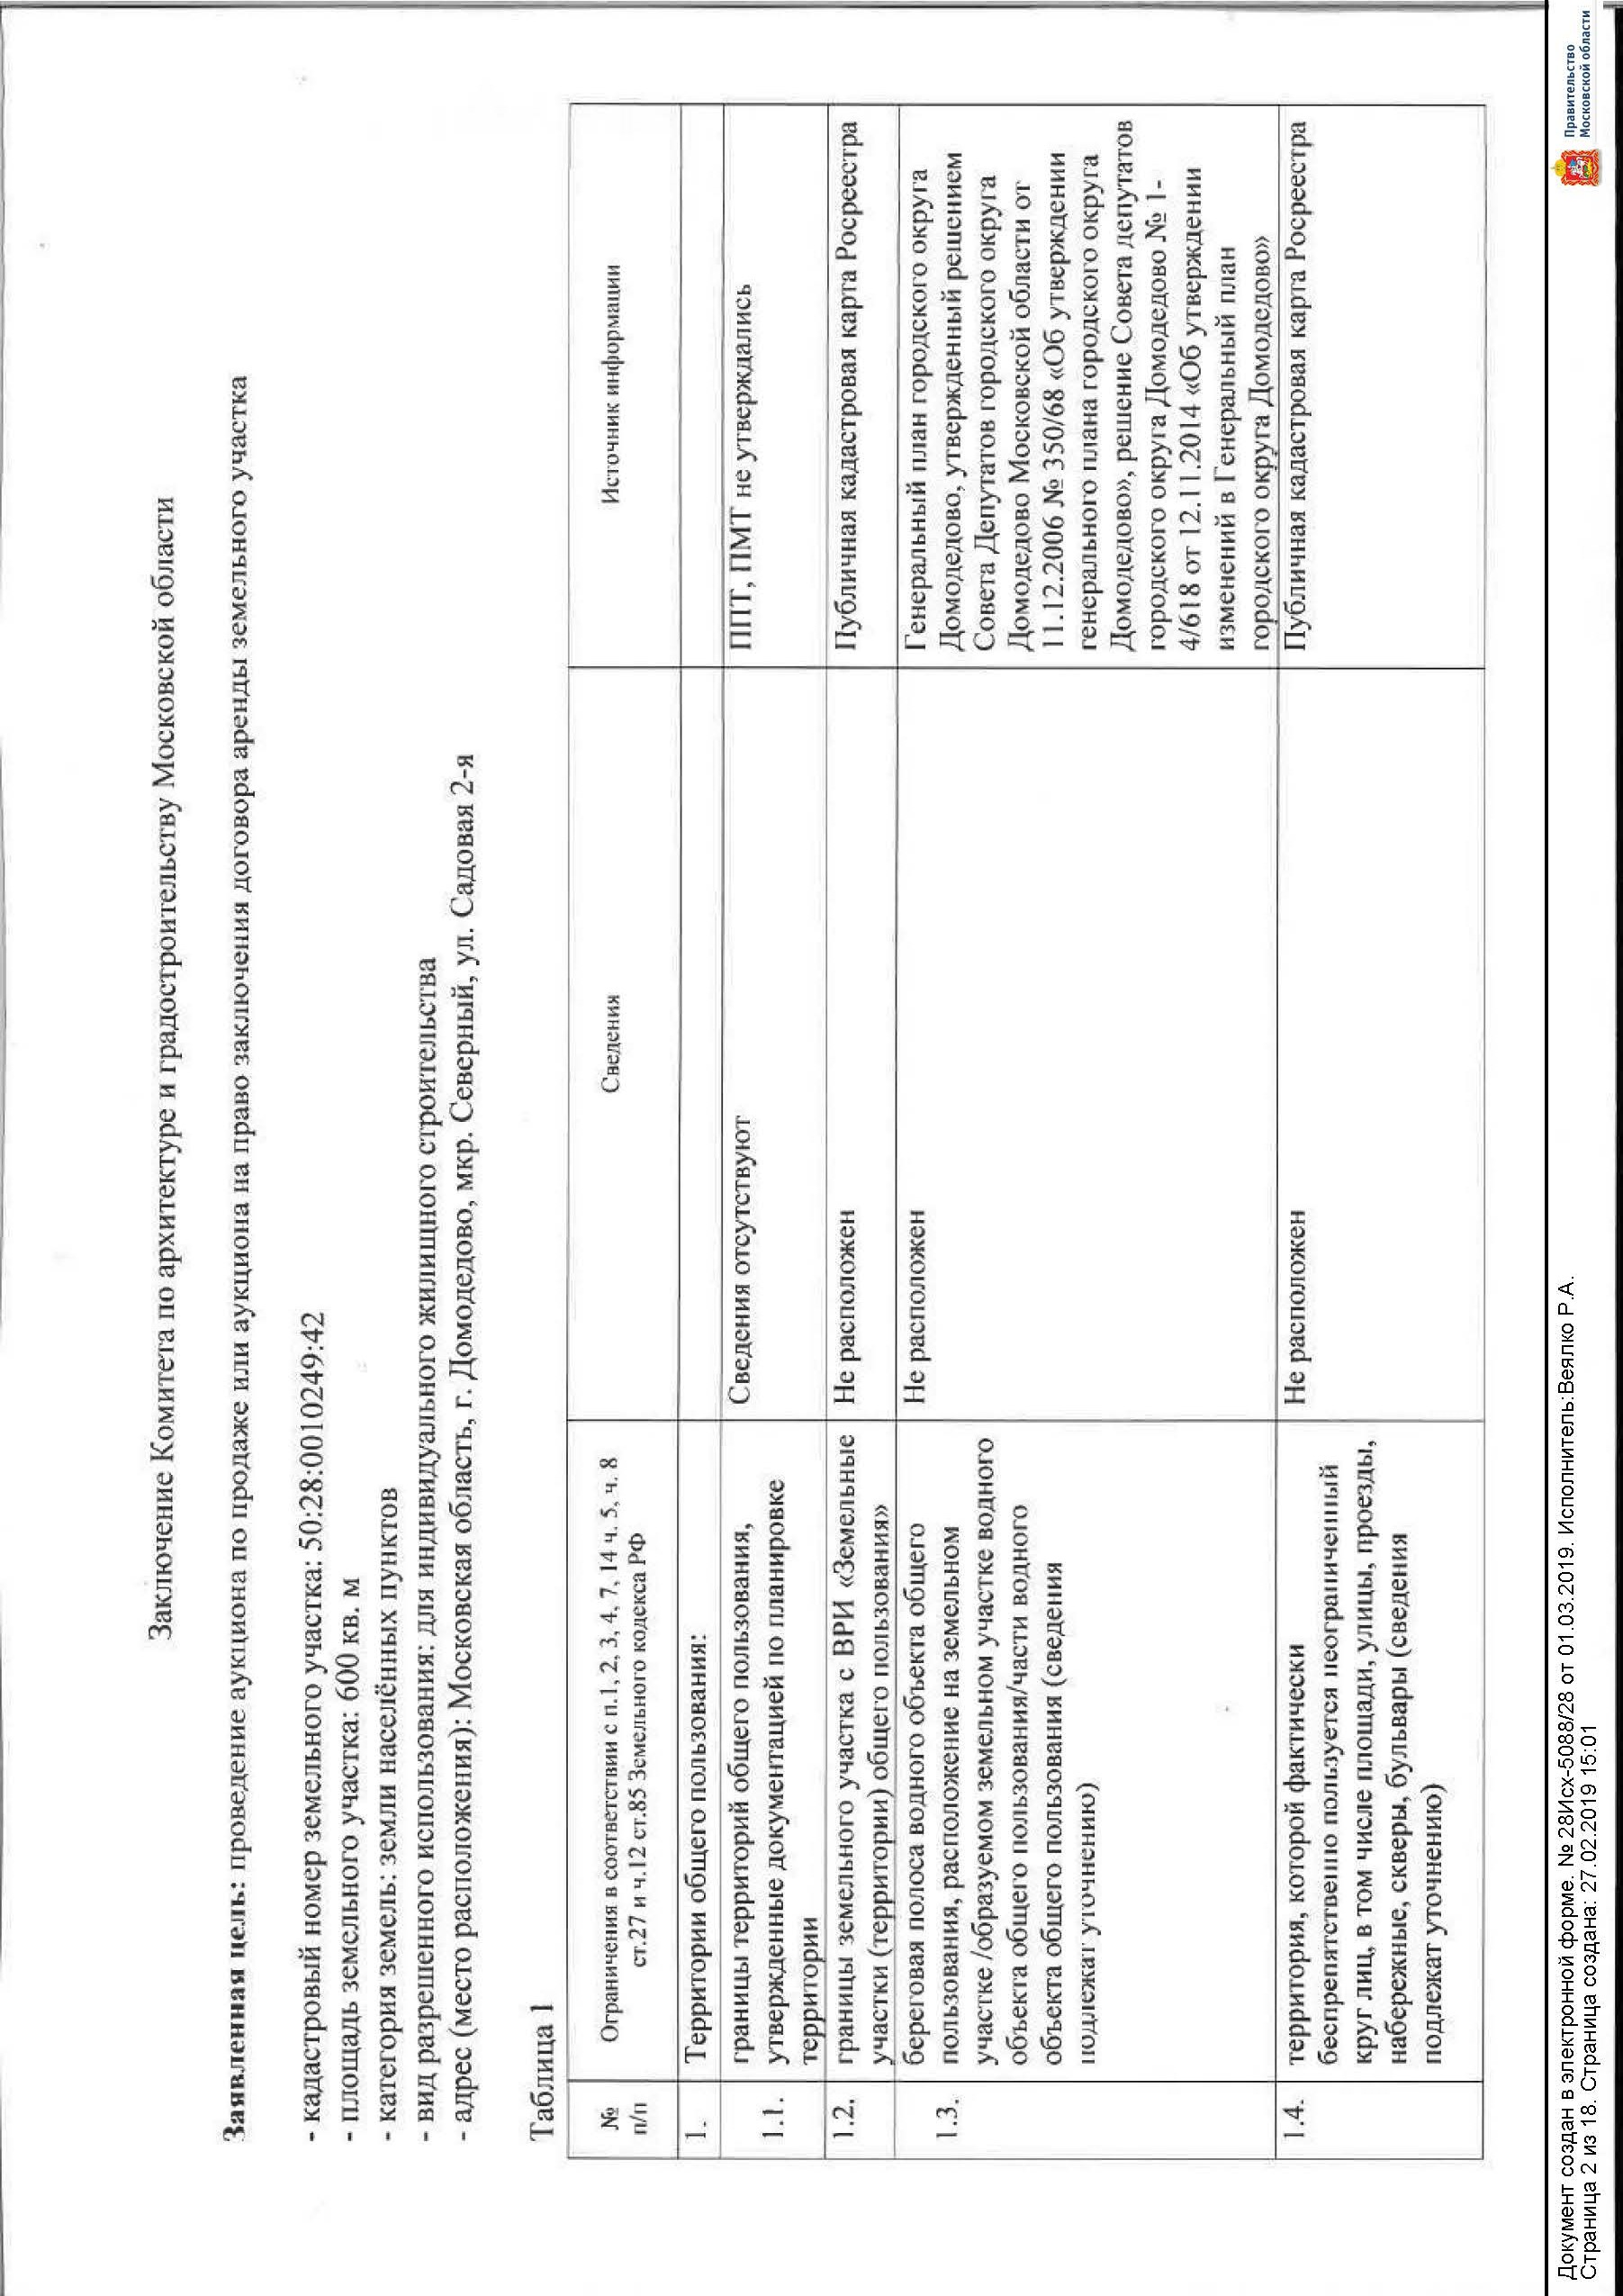 Заключение Комитета по архитектуре и градостроительству Московской области
Заявленная цель: проведение аукциона по продаже или аукциона на право заключения договора аренды земельного участка
- кадастровый номер земельного участка: 50:28:0010249:42
- площадь земельного участка: 600 кв. м
- категория земель: земли населённых пунктов
- вид разрешенного использования: для индивидуального жилищного строительства
- адрес (место расположения): Московская область, г. Домодедово, мкр. Северный, ул. Садовая 2-я
Таблица 1
№
п/п
Ограничения в соответствии с п.1, 2, 3, 4, 7, 14 ч. 5, ч. 8
ст.27 и ч.12 ст.85 Земельного кодекса РФ
Сведения
Источник информации
1.
Территории общего пользования:
1.1.
границы территорий общего пользования,
утвержденные документацией по планировке
территории
Сведения отсутствуют
ППТ, ПМТ не утверждались
1.2.
границы земельного участка с ВРИ «Земельные
участки (территории) общего пользования»
Не расположен
Публичная кадастровая карта Росреестра
1.3.
береговая полоса водного объекта общего
пользования, расположение на земельном
участке /образуемом земельном участке водного
объекта общего пользования/части водного
объекта общего пользования (сведения
подлежат уточнению)
Не расположен
Генеральный план городского округа
Домодедово, утвержденный решением
Совета Депутатов городского округа
Домодедово Московской области от
11.12.2006 № 350/68 «Об утверждении
генерального плана городского округа
Домодедово», решение Совета депутатов
городского округа Домодедово № 1-
4/618 от 12.11.2014 «Об утверждении
изменений в Генеральный план
городского округа Домодедово»
1.4.
территория, которой фактически
беспрепятственно пользуется неограниченный
круг лиц, в том числе площади, улицы, проезды,
набережные, скверы, бульвары (сведения
подлежат уточнению)
Не расположен
Публичная кадастровая карта Росреестра
Документ создан в электронной форме. № 28Исх-5088/28 от 01.03.2019. Исполнитель:Веялко Р.А.
Страница 2 из 18. Страница создана: 27.02.2019 15:01
Правительство
Московской области